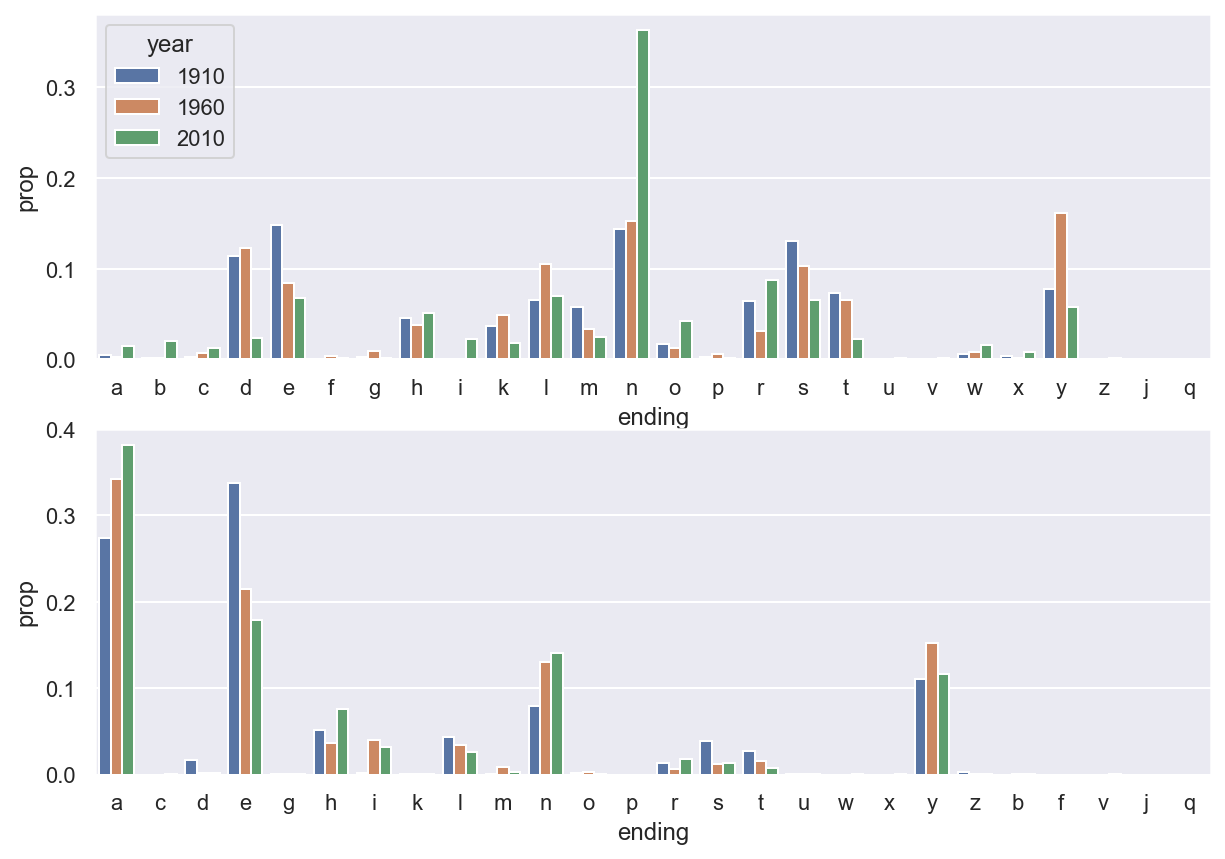 year
1910
1960
2010
prop
0.3
0.2
0.1
0.0
a b c d e f g h i k l m n o p r s t u v w x y z j q
ending
prop
0.4
0.3
0.2
0.1
0.0
a c d e g h i k l m n o p r s t u w x y z b f v j q
ending